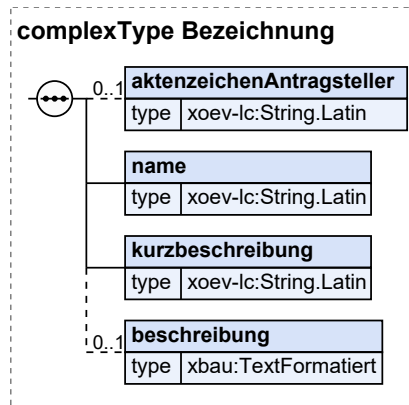 complexType Bezeichnung
0..1
aktenzeichenAntragsteller
type xoev-lc:String.Latin
name
type xoev-lc:String.Latin
kurzbeschreibung
type xoev-lc:String.Latin
0..1
beschreibung
type xbau:TextFormatiert